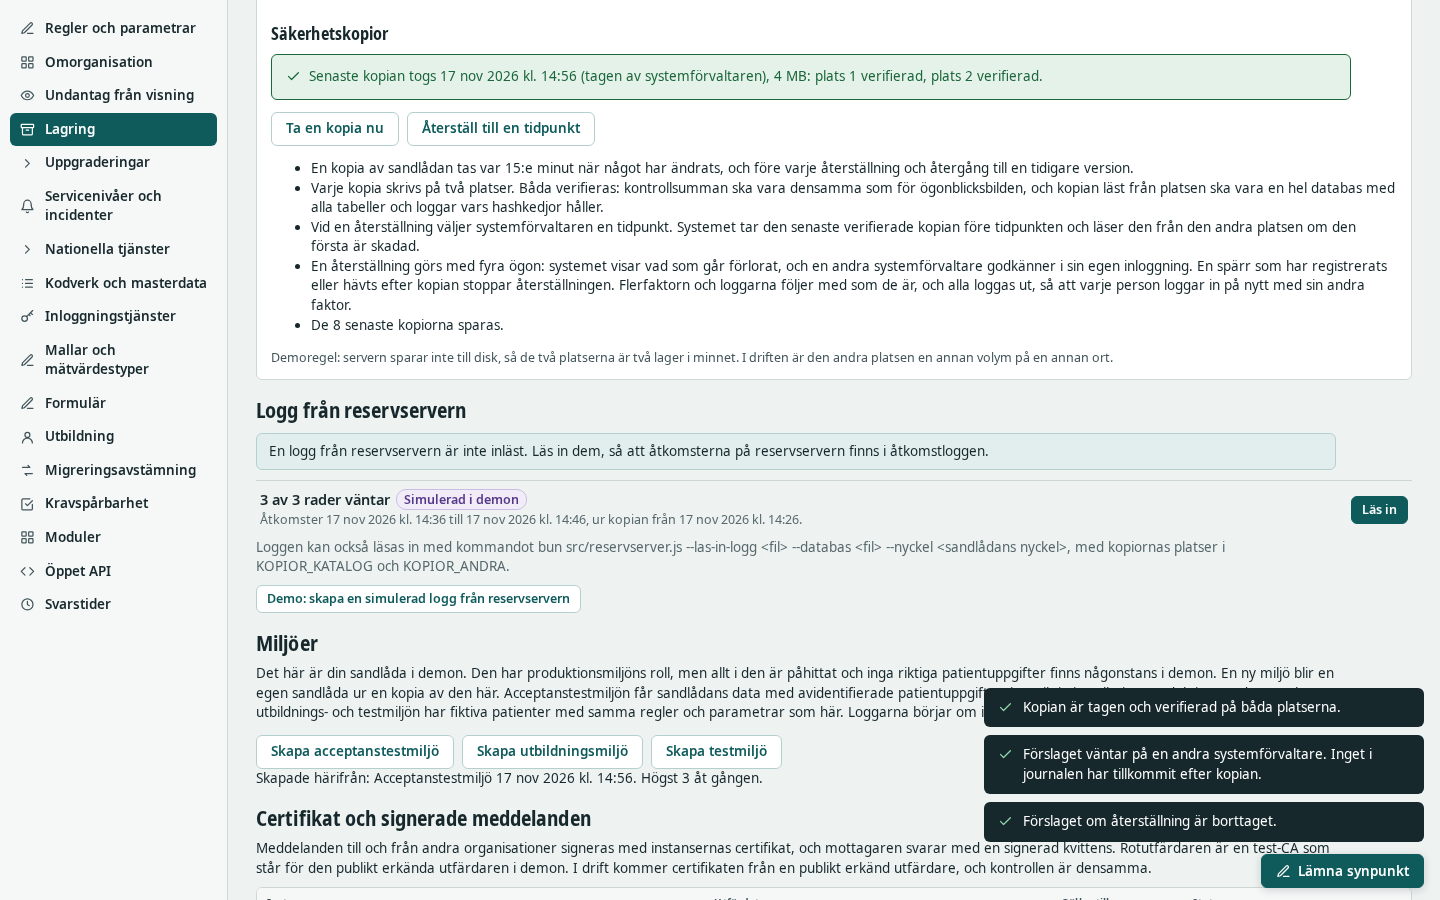 Regler och parametrar
Omorganisation
Undantag från visning
Lagring
Uppgraderingar
Servicenivåer och
incidenter
Nationella tjänster
Kodverk och masterdata
Inloggningstjänster
Mallar och
mätvärdestyper
Formulär
Utbildning
Migreringsavstämning
Kravspårbarhet
Moduler
Öppet API
Svarstider
Säkerhetskopior
Senaste kopian togs 17 nov 2026 kl. 14:56 (tagen av systemförvaltaren), 4 MB: plats 1 verifierad, plats 2 verifierad.
Ta en kopia nu
Återställ till en tidpunkt
En kopia av sandlådan tas var 15:e minut när något har ändrats, och före varje återställning och återgång till en tidigare version.
Varje kopia skrivs på två platser. Båda verifieras: kontrollsumman ska vara densamma som för ögonblicksbilden, och kopian läst från platsen ska vara en hel databas med
alla tabeller och loggar vars hashkedjor håller.
Vid en återställning väljer systemförvaltaren en tidpunkt. Systemet tar den senaste verifierade kopian före tidpunkten och läser den från den andra platsen om den
första är skadad.
En återställning görs med fyra ögon: systemet visar vad som går förlorat, och en andra systemförvaltare godkänner i sin egen inloggning. En spärr som har registrerats
eller hävts efter kopian stoppar återställningen. Flerfaktorn och loggarna följer med som de är, och alla loggas ut, så att varje person loggar in på nytt med sin andra
faktor.
De 8 senaste kopiorna sparas.
Demoregel: servern sparar inte till disk, så de två platserna är två lager i minnet. I driften är den andra platsen en annan volym på en annan ort.
Logg från reservservern
En logg från reservservern är inte inläst. Läs in dem, så att åtkomsterna på reservservern finns i åtkomstloggen.
3 av 3 rader väntar
Simulerad i demon
Åtkomster 17 nov 2026 kl. 14:36 till 17 nov 2026 kl. 14:46, ur kopian från 17 nov 2026 kl. 14:26.
Läs in
Loggen kan också läsas in med kommandot bun src/reservserver.js --las-in-logg <fil> --databas <fil> --nyckel <sandlådans nyckel>, med kopiornas platser i
KOPIOR_KATALOG och KOPIOR_ANDRA.
Demo: skapa en simulerad logg från reservservern
Miljöer
Det här är din sandlåda i demon. Den har produktionsmiljöns roll, men allt i den är påhittat och inga riktiga patientuppgifter finns någonstans i demon. En ny miljö blir en
egen sandlåda ur en kopia av den här. Acceptanstestmiljön får sandlådans data med avidentifierade
utbildnings- och testmiljön har fiktiva patienter med samma regler och parametrar som här. Loggarna börjar om
Skapa acceptanstestmiljö
Skapa utbildningsmiljö
Skapa testmiljö
Skapade härifrån: Acceptanstestmiljö 17 nov 2026 kl. 14:56. Högst 3 åt gången.
Kopian är tagen och verifierad på båda platserna.
Förslaget väntar på en andra systemförvaltare. Inget i
journalen har tillkommit efter kopian.
Förslaget om återställning är borttaget.
Certifikat och signerade meddelanden
Meddelanden till och från andra organisationer signeras med instansernas certifikat, och mottagaren svarar med en signerad kvittens. Rotutfärdaren är en test-CA som
står för den publikt erkända utfärdaren i demon. I drift kommer certifikaten från en publikt erkänd utfärdare, och kontrollen är densamma.
Lämna synpunkt